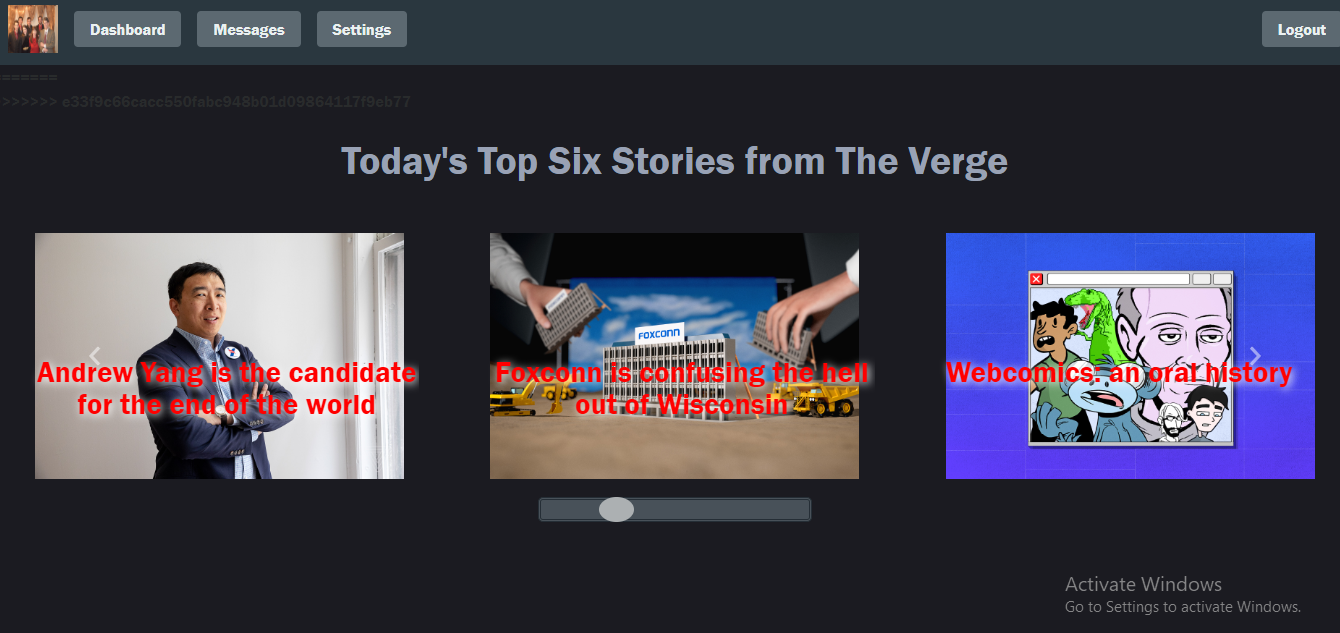 Dashboard
Messages
Settings
Logout
======
>>>>>> e33f9c66cacc550fabc948b01d09864117f9eb77
Today's Top Six Stories from The Verge
Andrew Yang is the candidate
for the end of the world
FOXCONN
Foxconn is confusing the hell
out of Wisconsin
Webcomics: an oral history
Activate Windows
Go to Settings to activate Windows.